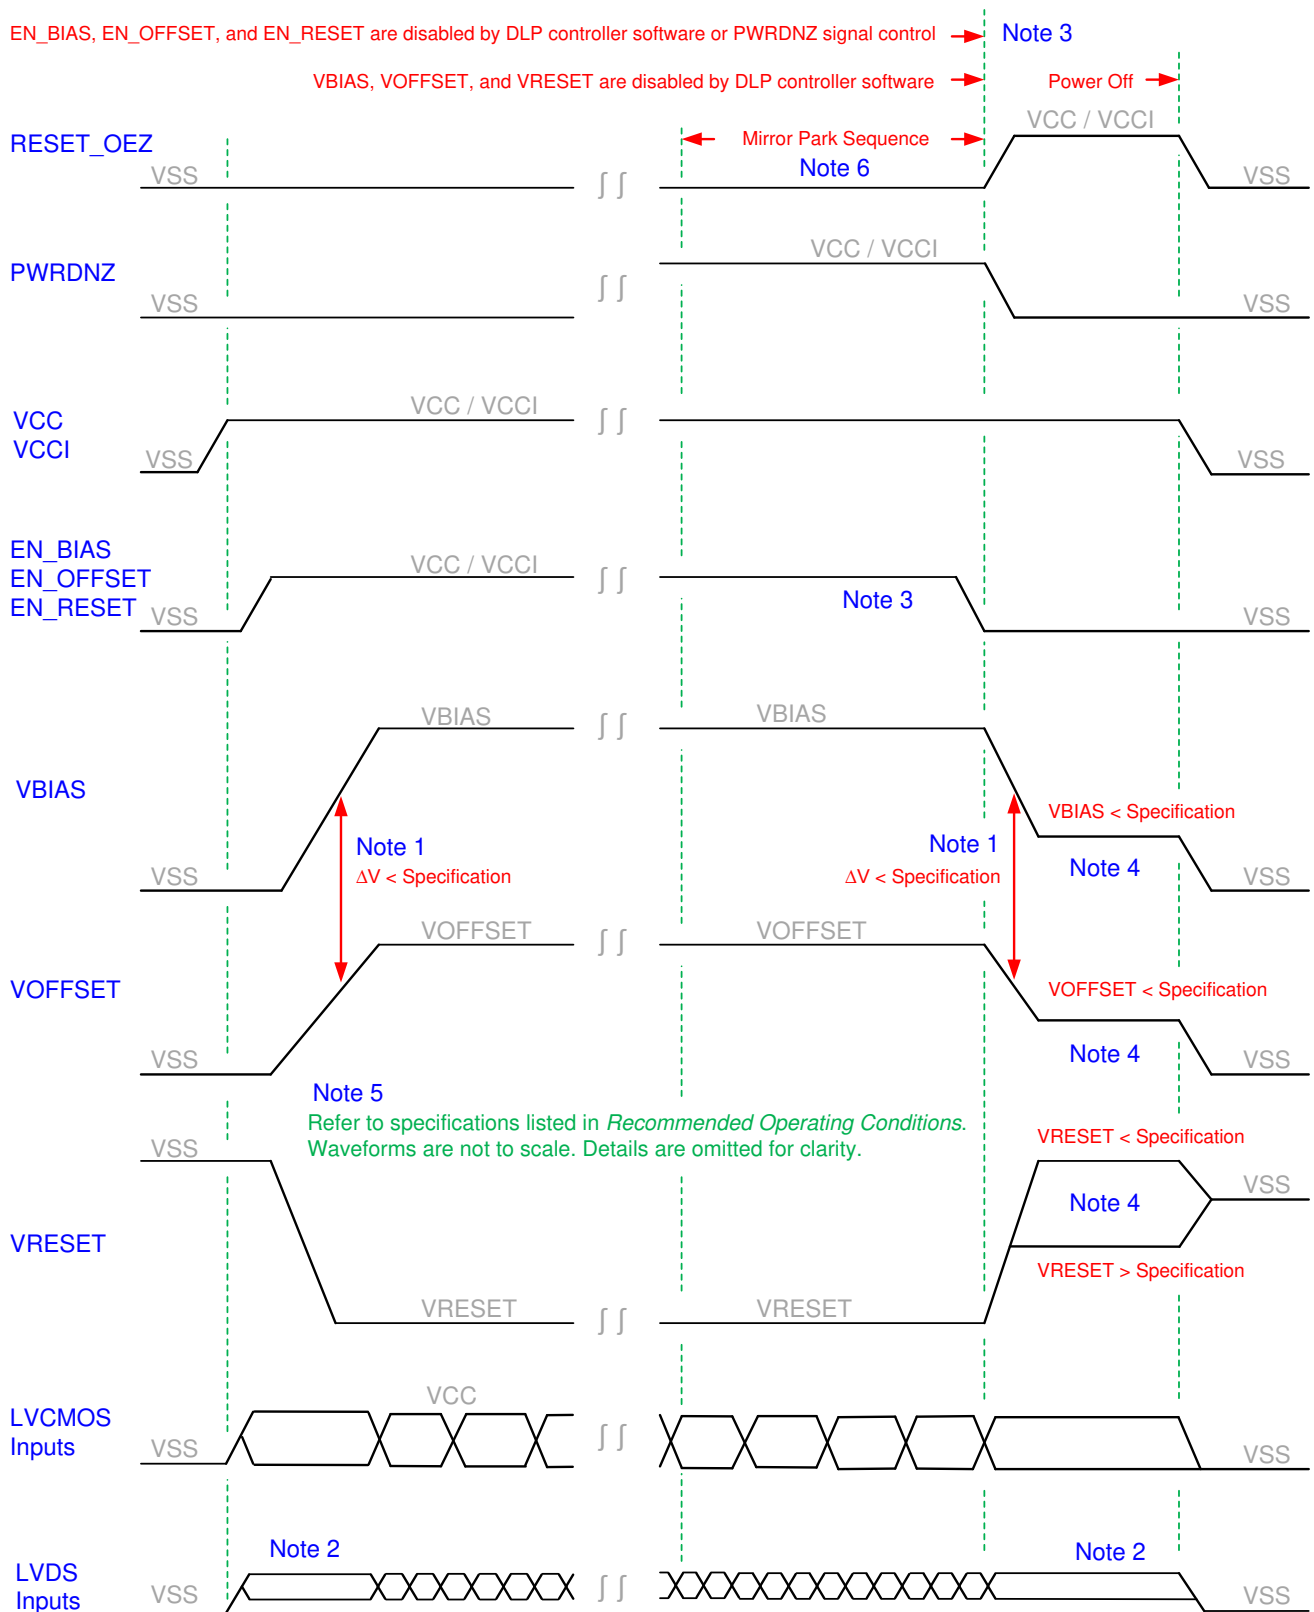 EN_BIAS, EN_OFFSET, and EN_RESET are disabled by DLP controller software or PWRDNZ signal control
Note 3
VBIAS, VOFFSET, and VRESET are disabled by DLP controller software
Power Off
VCC / VCCI
RESET_OEZ
Mirror Park Sequence
Note 6
VSS
VSS
VCC / VCCI
PWRDNZ
VSS
VSS
VCC / VCCI
VCC
VCCI
VSS
VSS
EN_BIAS
EN_OFFSET
EN_RESET
VCC / VCCI
Note 3
VSS
VSS
VBIAS
VBIAS
VBIAS
VBIAS < Specification
Note 1
ΔV < Specification
Note 1
ΔV < Specification
Note 4
VSS
VSS
VOFFSET
VOFFSET
VOFFSET
VOFFSET < Specification
Note 4
VSS
VSS
Note 5
Refer to specifications listed in Recommended Operating Conditions.
Waveforms are not to scale. Details are omitted for clarity.
VRESET < Specification
VSS
VSS
Note 4
VRESET
VRESET > Specification
VRESET
VRESET
VCC
LVCMOS
Inputs
VSS
VSS
Note 2
Note 2
LVDS
Inputs
VSS
VSS